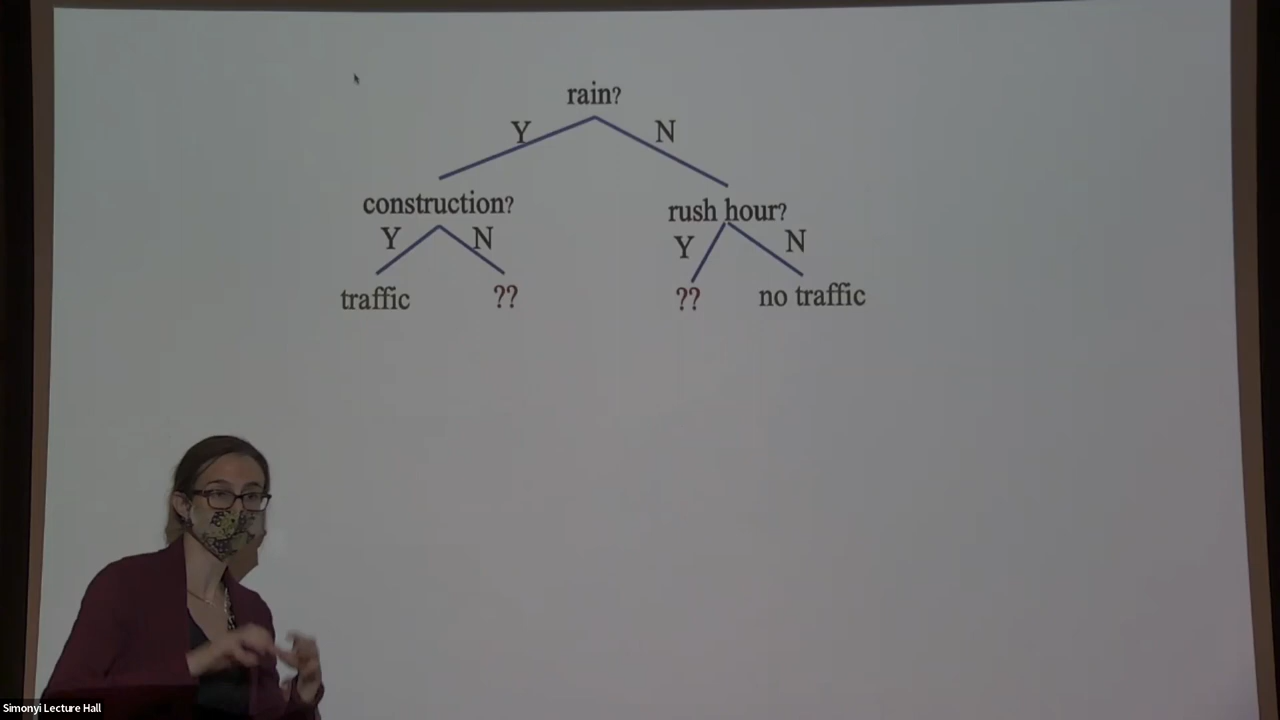 rain?
Y N
construction? rush hour?
Y N Y N
traffic ?? ?? no traffic
Simonyi Lecture Hall